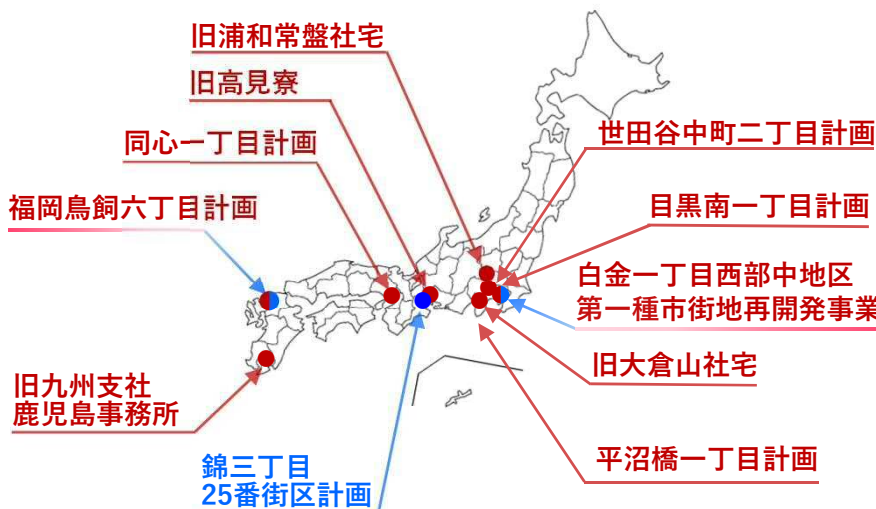 旧浦和常盤社宅
旧高見寮
世田谷中町二丁目計画
同心一丁目計画
目黒南一丁目計画
福岡鳥飼六丁目計画
白金一丁目西部中地区
第一種市街地再開発事業
旧大倉山社宅
旧九州支社
鹿児島事務所
平沼橋一丁目計画
錦三丁目
25番街区計画